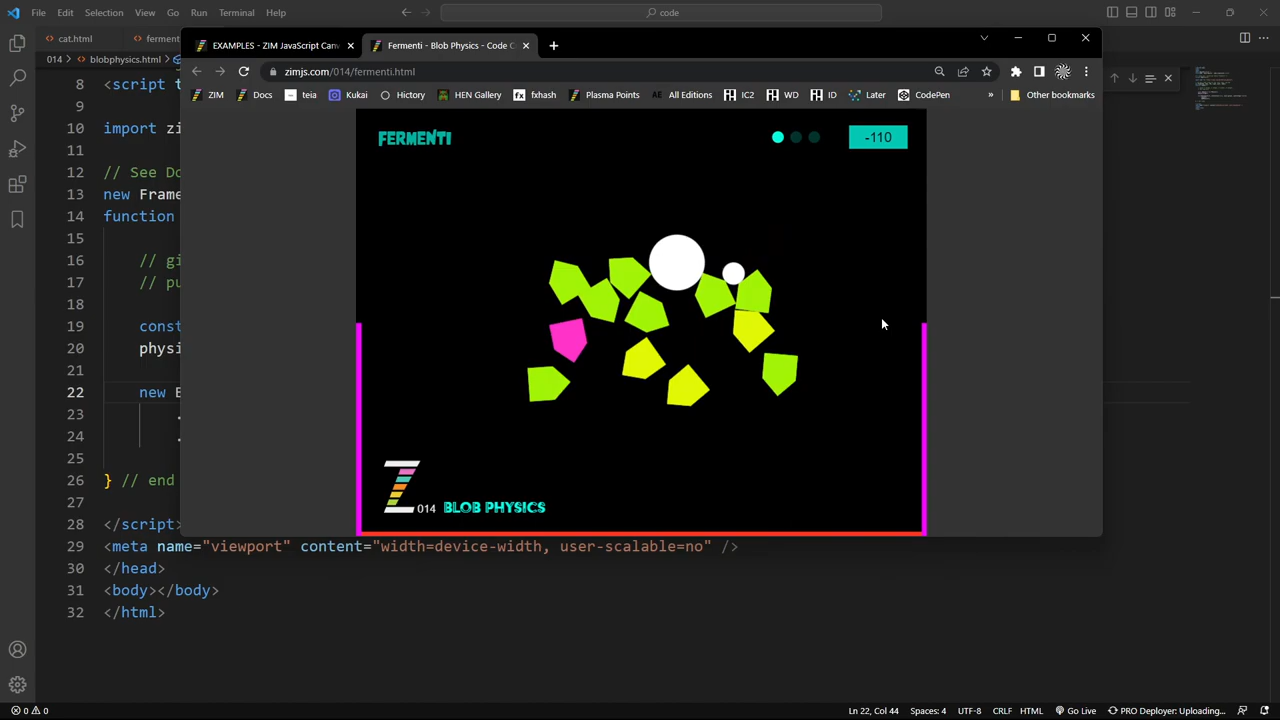 File Edit Selection View Go Run Terminal Help
code
cat.html
ferment
EXAMPLES - ZIM JavaScript Can
Fermenti - Blob Physics - Code C
014 > blobphysics.html
zimjs.com/014/fermenti.html
ZIM Docs teia Kukai Hictory HEN Gallery fxhash Plasma Points All Editions IC2 WD ID Later CodePen » Other bookmarks
FERMENTI
-110
8 <script t
9
10 import zi
11
12 // See Do
13 new Frame
14 function
15
16 // gi
17 // pu
18
19 const
20 physi
21
22 new E
23 .
24 .
25
26 } // end
27
28 </script>
29 <meta name="viewport" content="width=device-width, user-scalable=no" />
30 </head>
31 <body></body>
32 </html>
Z 014 BLOB PHYSICS
0 0 Ln 22, Col 44 Spaces: 4 UTF-8 CRLF HTML Go Live PRO Deployer: Uploading...